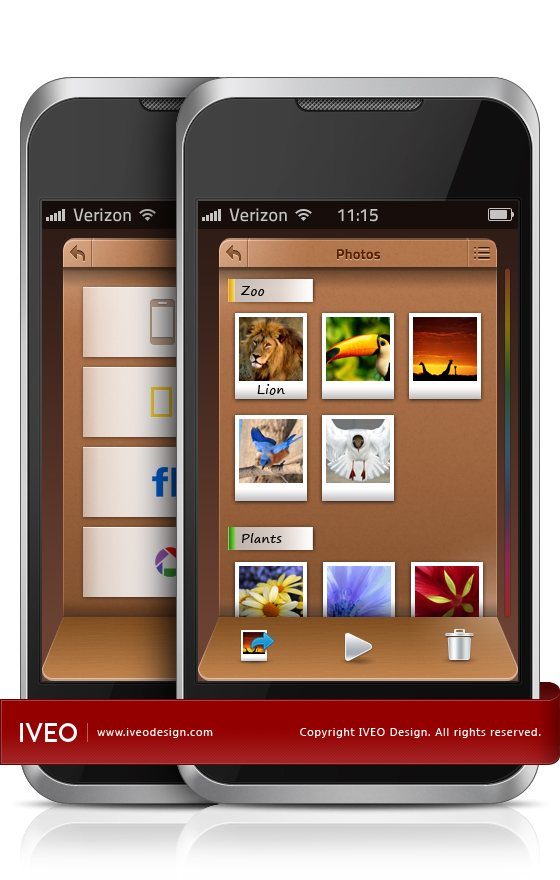 Verizon
Verizon 11:15
Photos
Zoo
Lion
fl
Plants
IVEO
www.iveodesign.com
Copyright IVEO Design. All rights reserved.